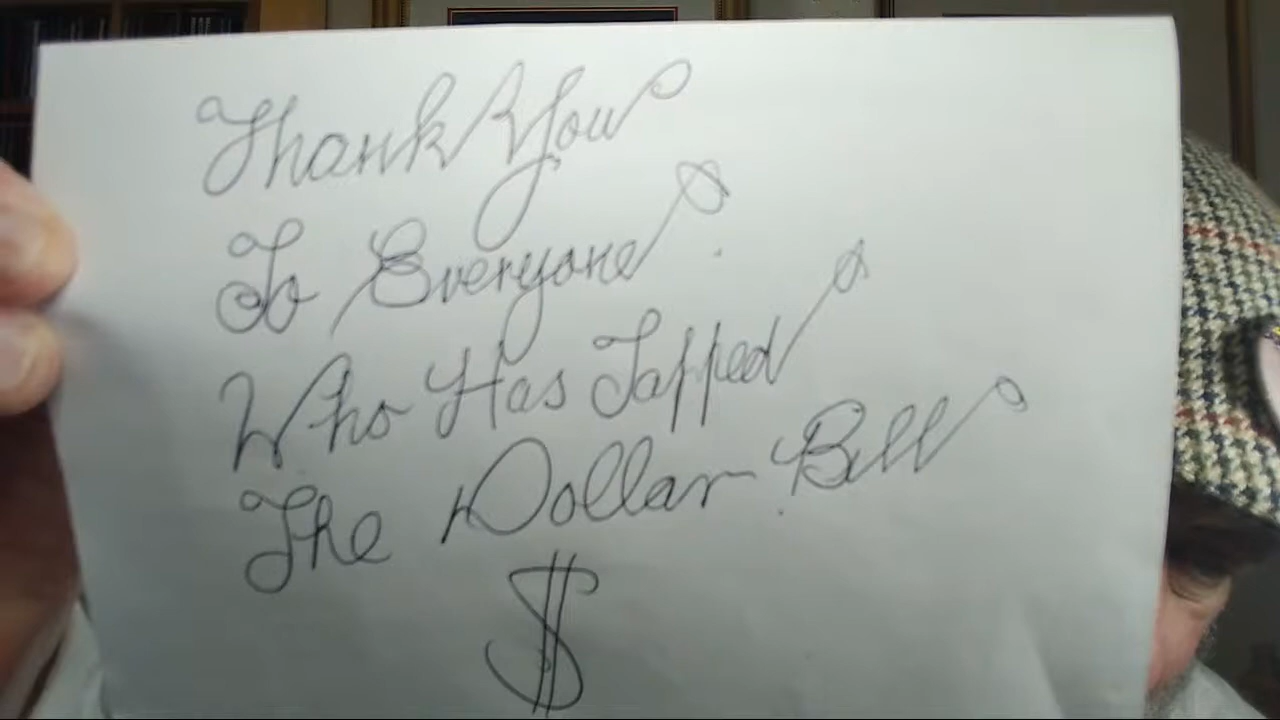 Thank You
To Everyone
Who Has Tapped
The Dollar Bill
$